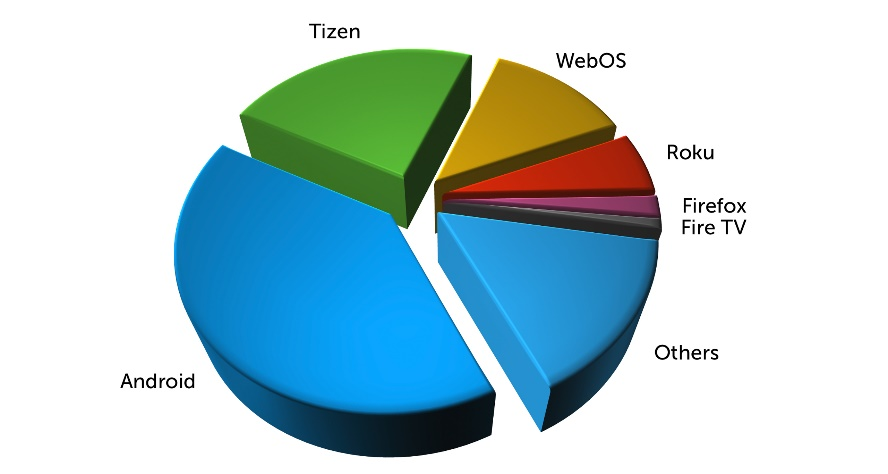 Tizen
WebOS
Roku
Firefox
Fire TV
Others
Android